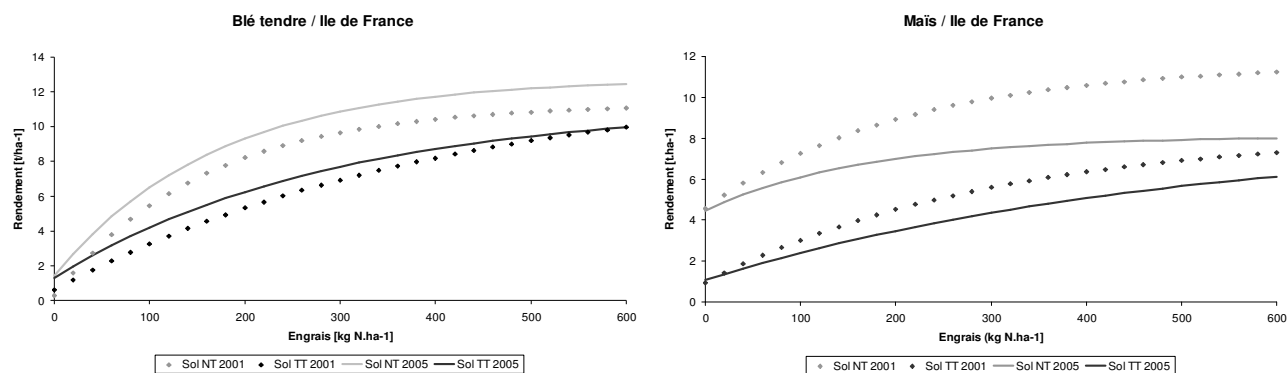 Blé tendre / Ile de France
Rendement [t/ha-1]
14
12
10
8
6
4
2
0
0 100 200 300 400 500 600
Engrais [kg N.ha-1]
Sol NT 2001 Sol TT 2001 Sol NT 2005 Sol TT 2005
Maïs / Ile de France
Rendement [t.ha-1]
12
10
8
6
4
2
0
0 100 200 300 400 500 600
Engrais (kg N.ha-1]
Sol NT 2001 Sol TT 2001 Sol NT 2005 Sol TT 2005